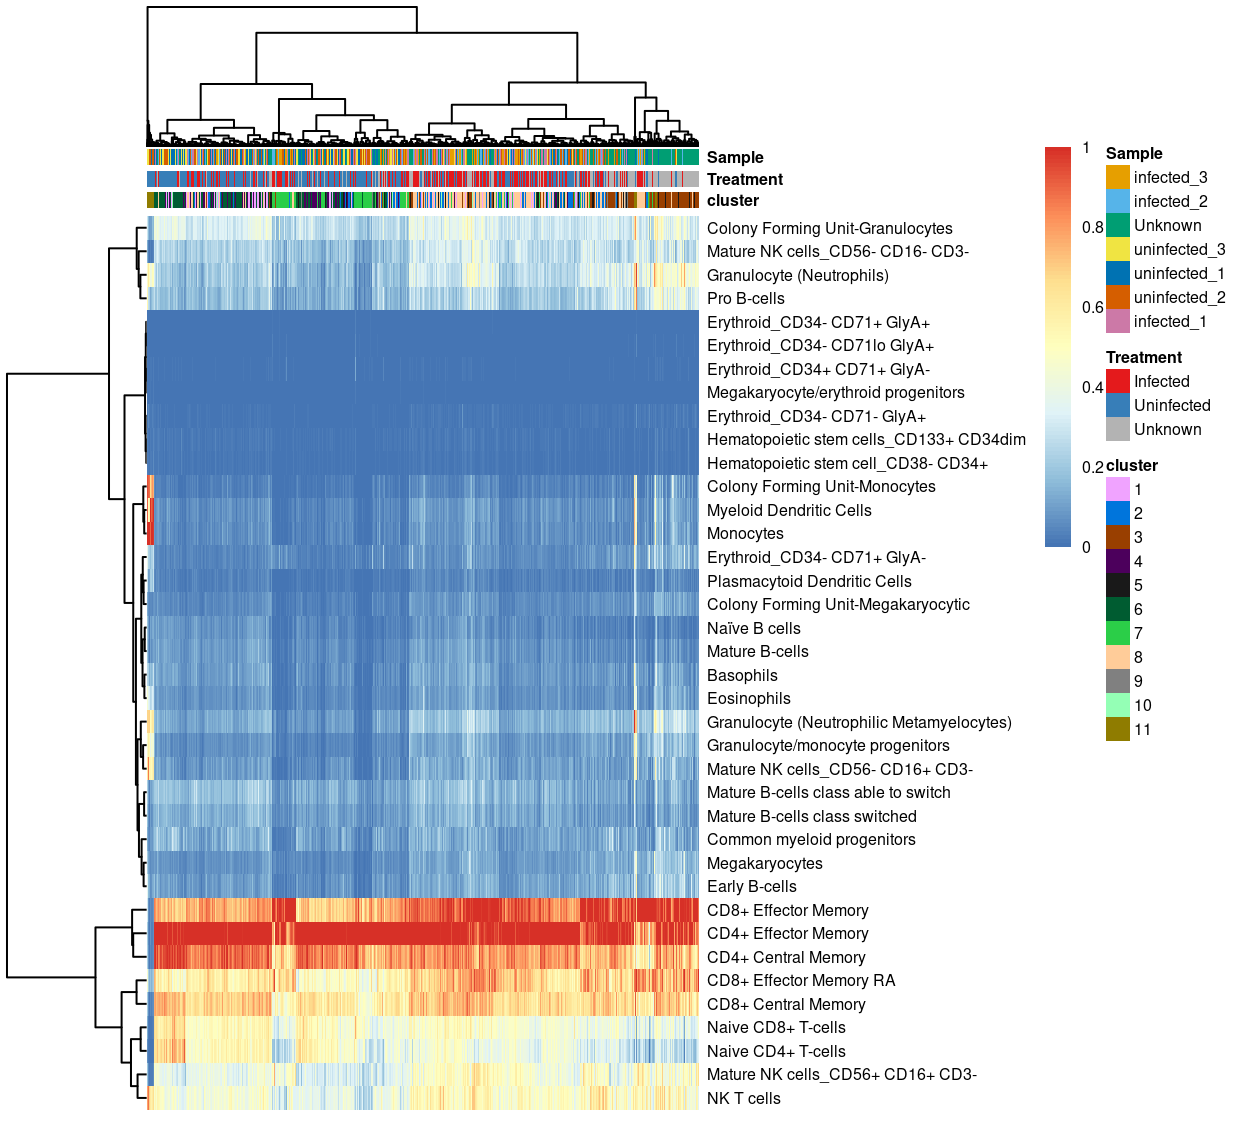 Sample
Treatment
cluster
Colony Forming Unit-Granulocytes
Mature NK cells_CD56- CD16- CD3-
Granulocyte (Neutrophils)
Pro B-cells
Erythroid_CD34- CD71+ GlyA+
Erythroid_CD34- CD71lo GlyA+
Erythroid_CD34+ CD71+ GlyA-
Megakaryocyte/erythroid progenitors
Erythroid_CD34- CD71- GlyA+
Hematopoietic stem cells_CD133+ CD34dim
Hematopoietic stem cell_CD38- CD34+
Colony Forming Unit-Monocytes
Myeloid Dendritic Cells
Monocytes
Erythroid_CD34- CD71+ GlyA-
Plasmacytoid Dendritic Cells
Colony Forming Unit-Megakaryocytic
Naïve B cells
Mature B-cells
Basophils
Eosinophils
Granulocyte (Neutrophilic Metamyelocytes)
Granulocyte/monocyte progenitors
Mature NK cells_CD56- CD16+ CD3-
Mature B-cells class able to switch
Mature B-cells class switched
Common myeloid progenitors
Megakaryocytes
Early B-cells
CD8+ Effector Memory
CD4+ Effector Memory
CD4+ Central Memory
CD8+ Effector Memory RA
CD8+ Central Memory
Naive CD8+ T-cells
Naive CD4+ T-cells
Mature NK cells_CD56+ CD16+ CD3-
NK T cells
1
0.8
0.6
0.4
0.2
0
Sample
infected_3
infected_2
Unknown
uninfected_3
uninfected_1
uninfected_2
infected_1
Treatment
Infected
Uninfected
Unknown
cluster
1
2
3
4
5
6
7
8
9
10
11